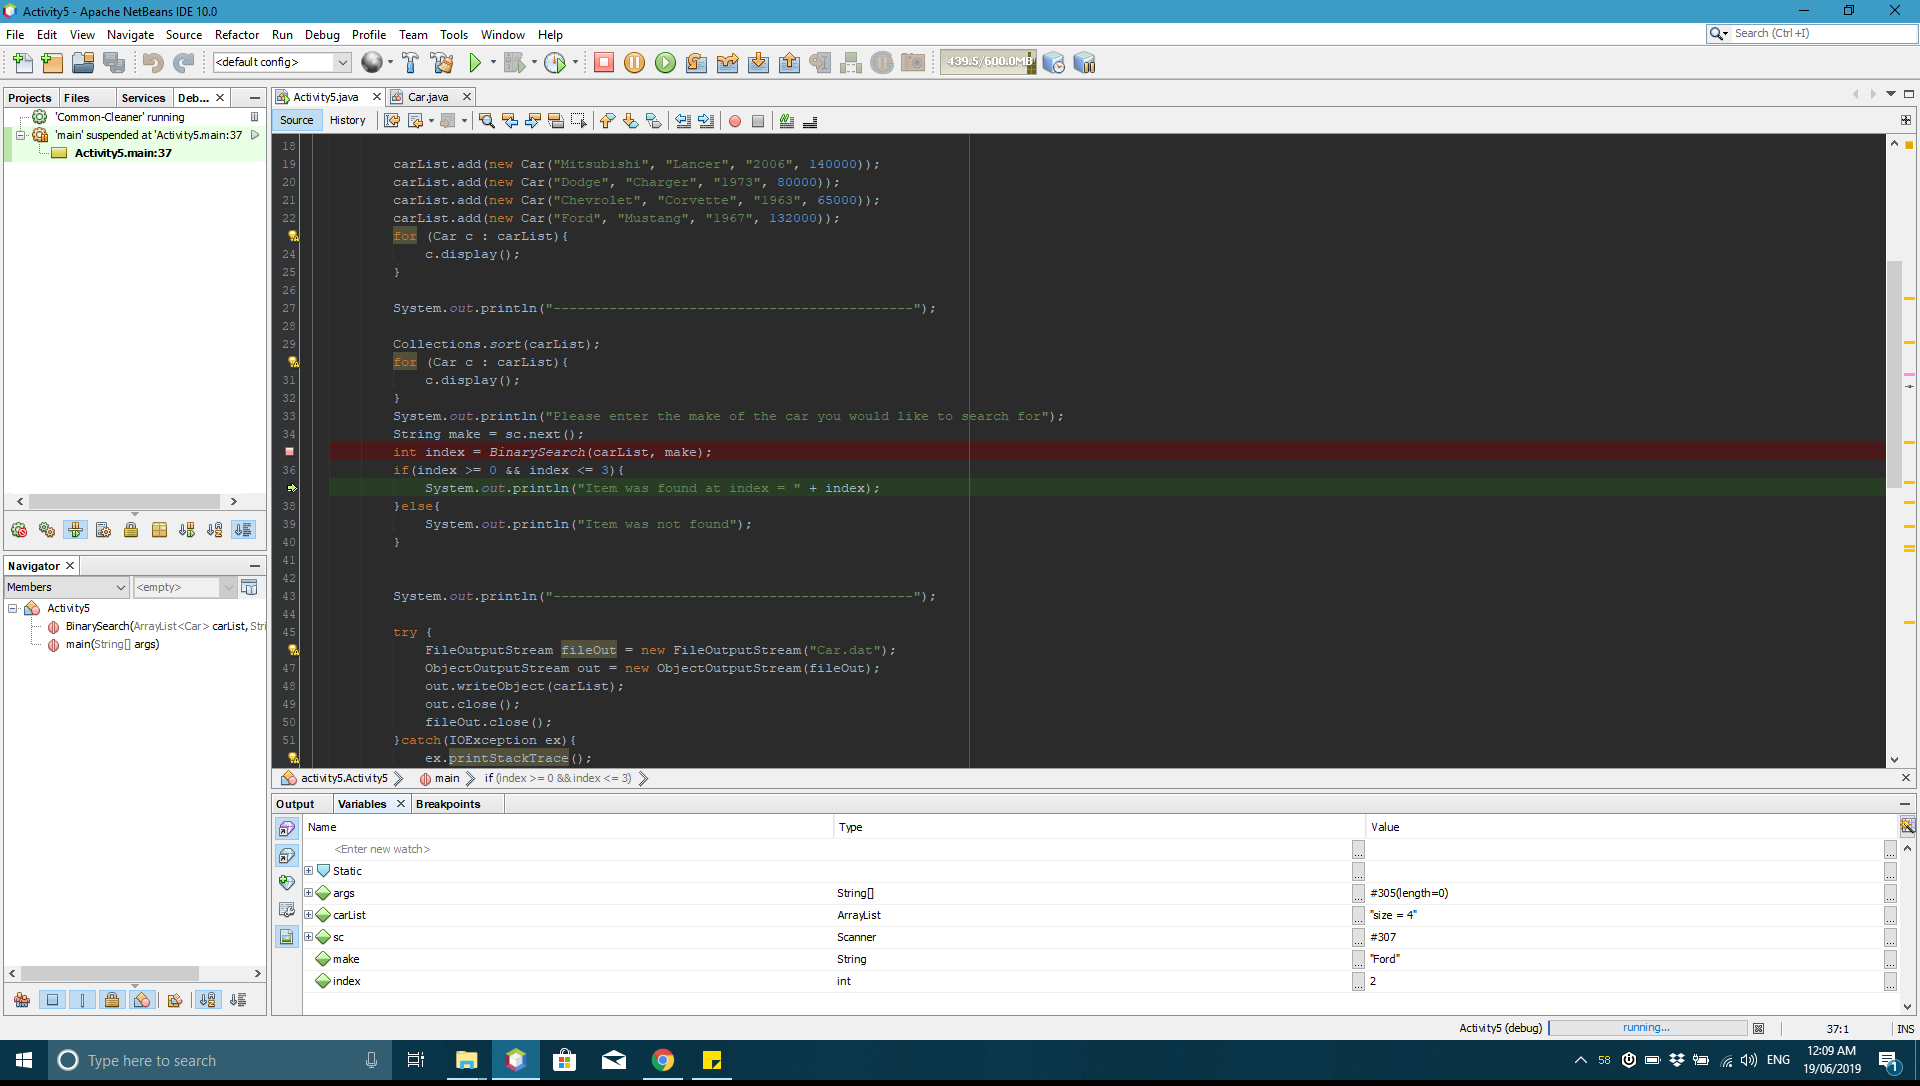 Activity5 - Apache NetBeans IDE 10.0
File Edit View Navigate Source Refactor Run Debug Profile Team Tools Window Help
Search (Ctrl+I)
<default config>
439.5/600.0MB
Projects Files Services Deb...
'Common-Cleaner' running
'main' suspended at 'Activity5.main:37
Activity5.main:37
Navigator
Members <empty>
Activity5
BinarySearch(ArrayList<Car> carList, Stri
main(String[] args)
Activity5.java Car.java
Source History
18
19 carList.add(new Car("Mitsubishi", "Lancer", "2006", 140000));
20 carList.add(new Car("Dodge", "Charger", "1973", 80000));
21 carList.add(new Car("Chevrolet", "Corvette", "1963", 65000));
22 carList.add(new Car("Ford", "Mustang", "1967", 132000));
for (Car c : carList){
24 c.display();
25 }
26
27 System.out.println("---------------------------------------------");
28
29 Collections.sort(carList);
for (Car c : carList){
31 c.display();
32 }
33 System.out.println("Please enter the make of the car you would like to search for");
34 String make = sc.next();
int index = BinarySearch(carList, make);
36 if(index >= 0 && index <= 3){
System.out.println("Item was found at index = " + index);
38 }else{
39 System.out.println("Item was not found");
40 }
41
42
43 System.out.println("---------------------------------------------");
44
45 try {
FileOutputStream fileOut = new FileOutputStream("Car.dat");
47 ObjectOutputStream out = new ObjectOutputStream(fileOut);
48 out.writeObject(carList);
49 out.close();
50 fileOut.close();
51 }catch(IOException ex){
ex.printStackTrace();
activity5.Activity5 main if (index >= 0 && index <= 3)
Output Variables Breakpoints
Name Type Value
<Enter new watch>
Static
args String[] #305(length=0)
carList ArrayList "size = 4"
sc Scanner #307
make String "Ford"
index int 2
Activity5 (debug) running... 37:1 INS
Type here to search
58 ENG
12:09 AM
19/06/2019
1